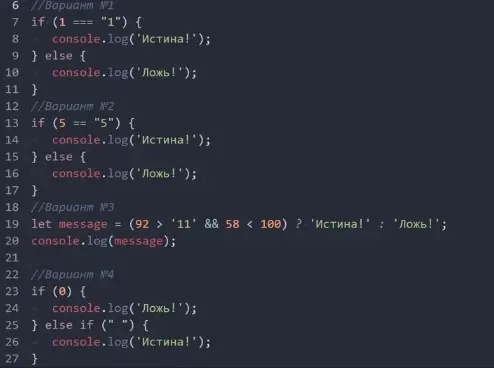 6 //Вариант №1
7 if (1 === "1") {
8 console.log('Истина!');
9 } else {
10 console.log('Ложь!');
11 }
12 //Вариант №2
13 if (5 == "5") {
14 console.log('Истина!');
15 } else {
16 console.log('Ложь!');
17 }
18 //Вариант №3
19 let message = (92 > '11' && 58 < 100) ? 'Истина!' : 'Ложь!';
20 console.log(message);
21
22 //Вариант №4
23 if (0) {
24 console.log('Ложь!');
25 } else if (" ") {
26 console.log('Истина!');
27 }